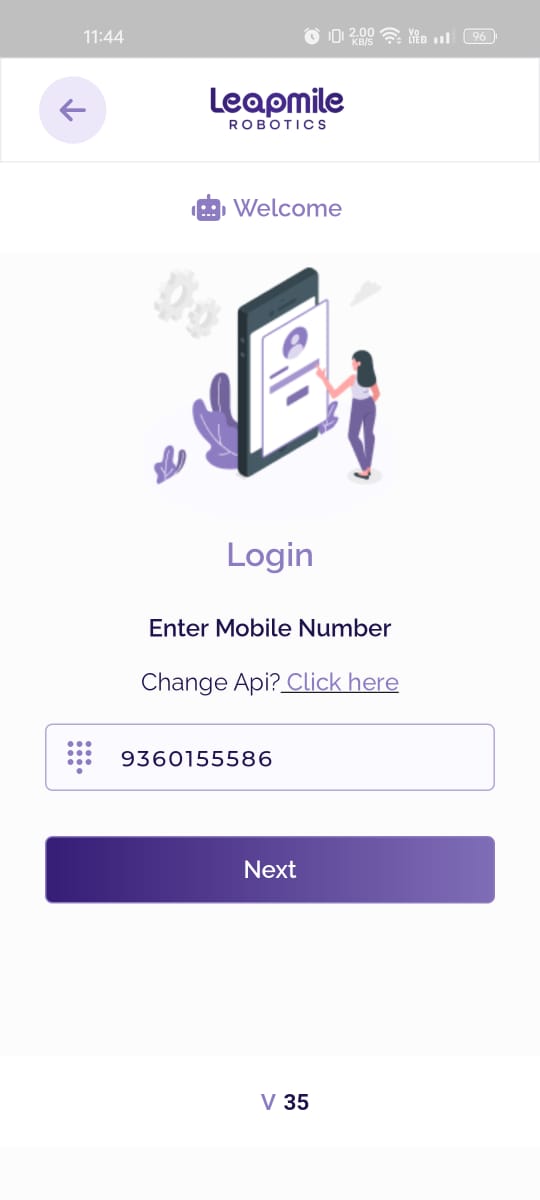 11:44
2.00
KB/S
Vo
LTE
96
Leapmile
ROBOTICS
Welcome
Login
Enter Mobile Number
Change Api? Click here
9360155586
Next
V 35